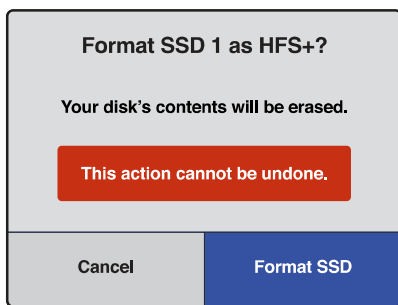 Format SSD 1 as HFS+?
Your disk's contents will be erased.
This action cannot be undone.
Cancel
Format SSD